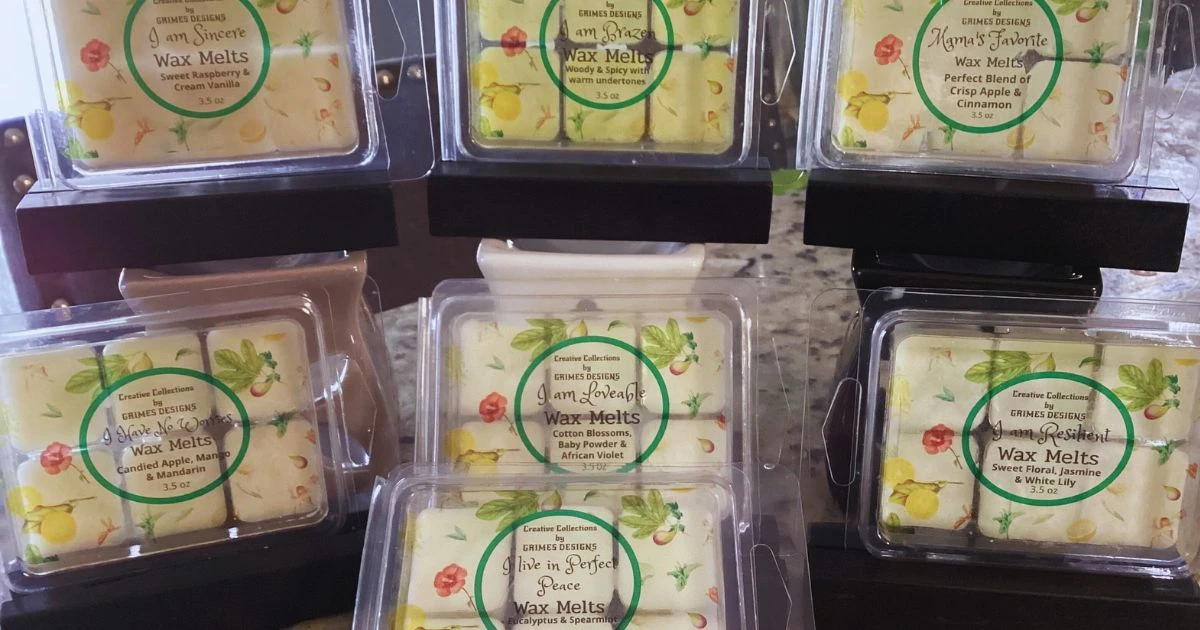 Creative Collections
by
GRIMES DESIGNS
I am Sincere
Wax Melts
Sweet Raspberry &
Cream Vanilla
3.5 oz
by
GRIMES DESIGNS
I am Brazen
Wax Melts
Woody & Spicy with
warm undertones
3.5 oz
Creative Collections
by
GRIMES DESIGNS
Mama's Favorite
Wax Melts
Perfect Blend of
Crisp Apple &
Cinnamon
3.5 oz
Creative Collections
by
GRIMES DESIGNS
I Have No Worries
Wax Melts
Candied Apple, Mango
& Mandarin
3.5 oz
Creative Collections
by
GRIMES DESIGNS
I am Loveable
Wax Melts
Cotton Blossoms,
Baby Powder &
African Violet
3.5 oz
Creative Collections
by
GRIMES DESIGNS
I am Resilient
Wax Melts
Sweet Floral, Jasmine
& White Lily
3.5 oz
Creative Collections
by
GRIMES DESIGNS
I live in Perfect
Peace
Wax Melts
Eucalyptus & Spearmint